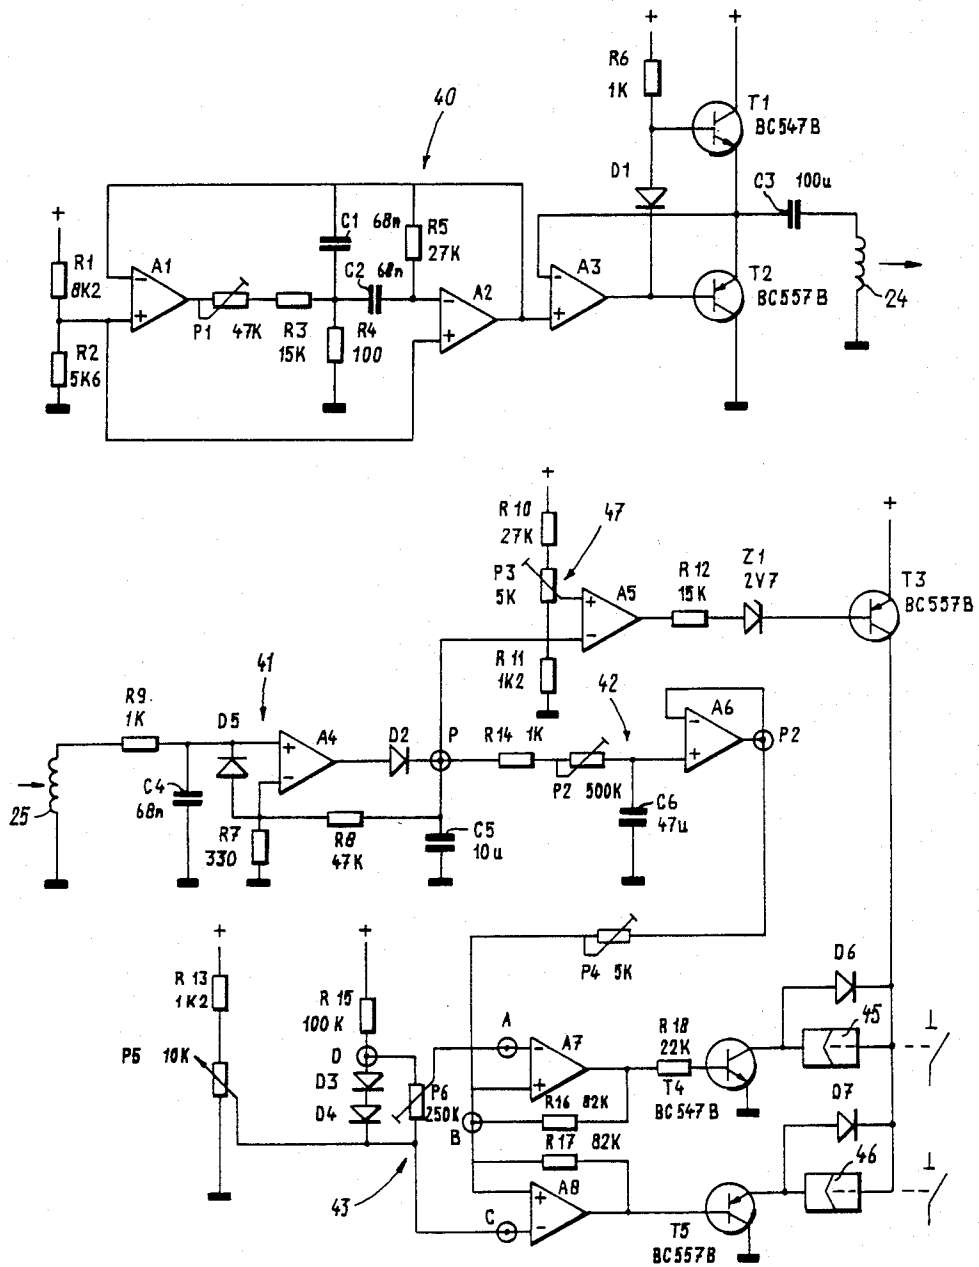 40
+
R6
1K
+
T1
BC547B
D1
C3 100u
+
R1
8K2
A1
C1 68n
R5
27K
C2 68n
A2
A3
T2
BC557B
24
P1 47K
R3
15K
R4
100
R2
5K6
-
+
-
+
-
+
+
R10
27K
47
P3
5K
A5
+
-
R12
15K
Z1
2V7
+
T3
BC557B
R11
1K2
41
42
R9
1K
D5
A4
+
-
D2
P
R14 1K
A6
-
+
P2
P2 500K
25
C4
68n
R7
330
R8
47K
C5
10u
C6
47u
+
R13
1K2
+
R15
100K
P4 5K
D6
45
P5 10K
D
D3
D4
P6
250K
A
A7
-
+
R18
22K
T4
BC547B
D7
R16 82K
B
R17 82K
A8
+
-
46
43
C
T5
BC557B